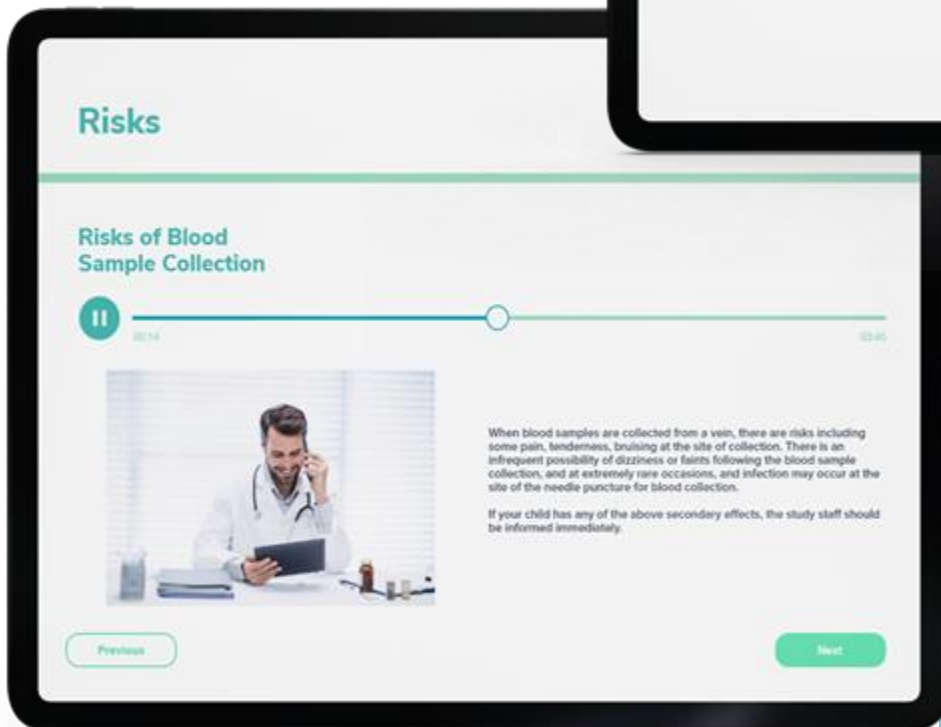 Risks
Risks of Blood
Sample Collection
00:14
03:40
When blood samples are collected from a vein, there are risks including
some pain, tenderness, bruising at the site of collection. There is an
infrequent possibility of dizziness or faints following the blood sample
collection, and at extremely rare occasions, and infection may occur at the
site of the needle puncture for blood collection.
If your child has any of the above secondary effects, the study staff should
be informed immediately.
Previous
Next